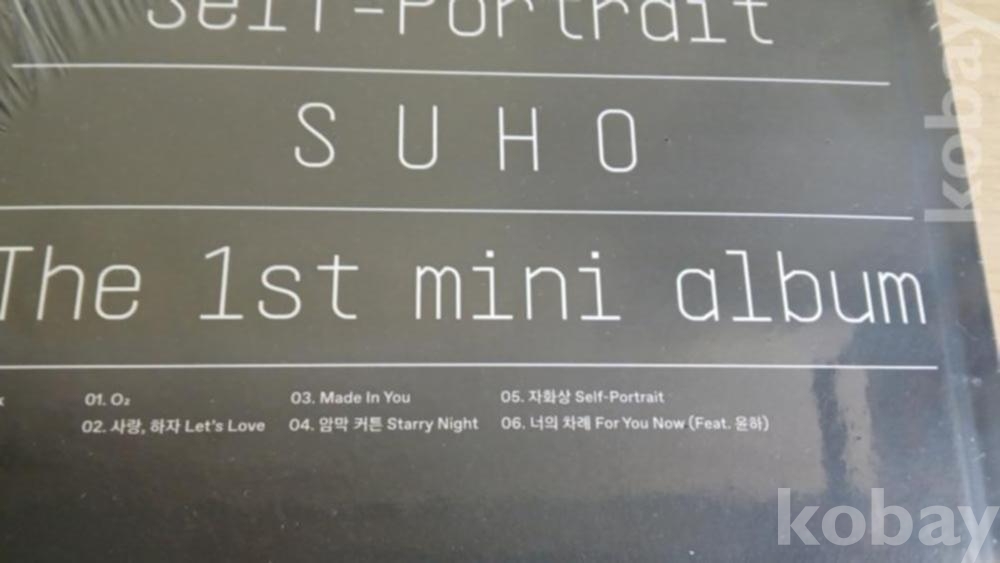 Self-Portrait
SUHO
The 1st mini album
01. O₂
02. 사랑, 하자 Let's Love
03. Made In You
04. 암막 커튼 Starry Night
05. 자화상 Self-Portrait
06. 너의 차례 For You Now (Feat. 윤하)
kobay
kobay